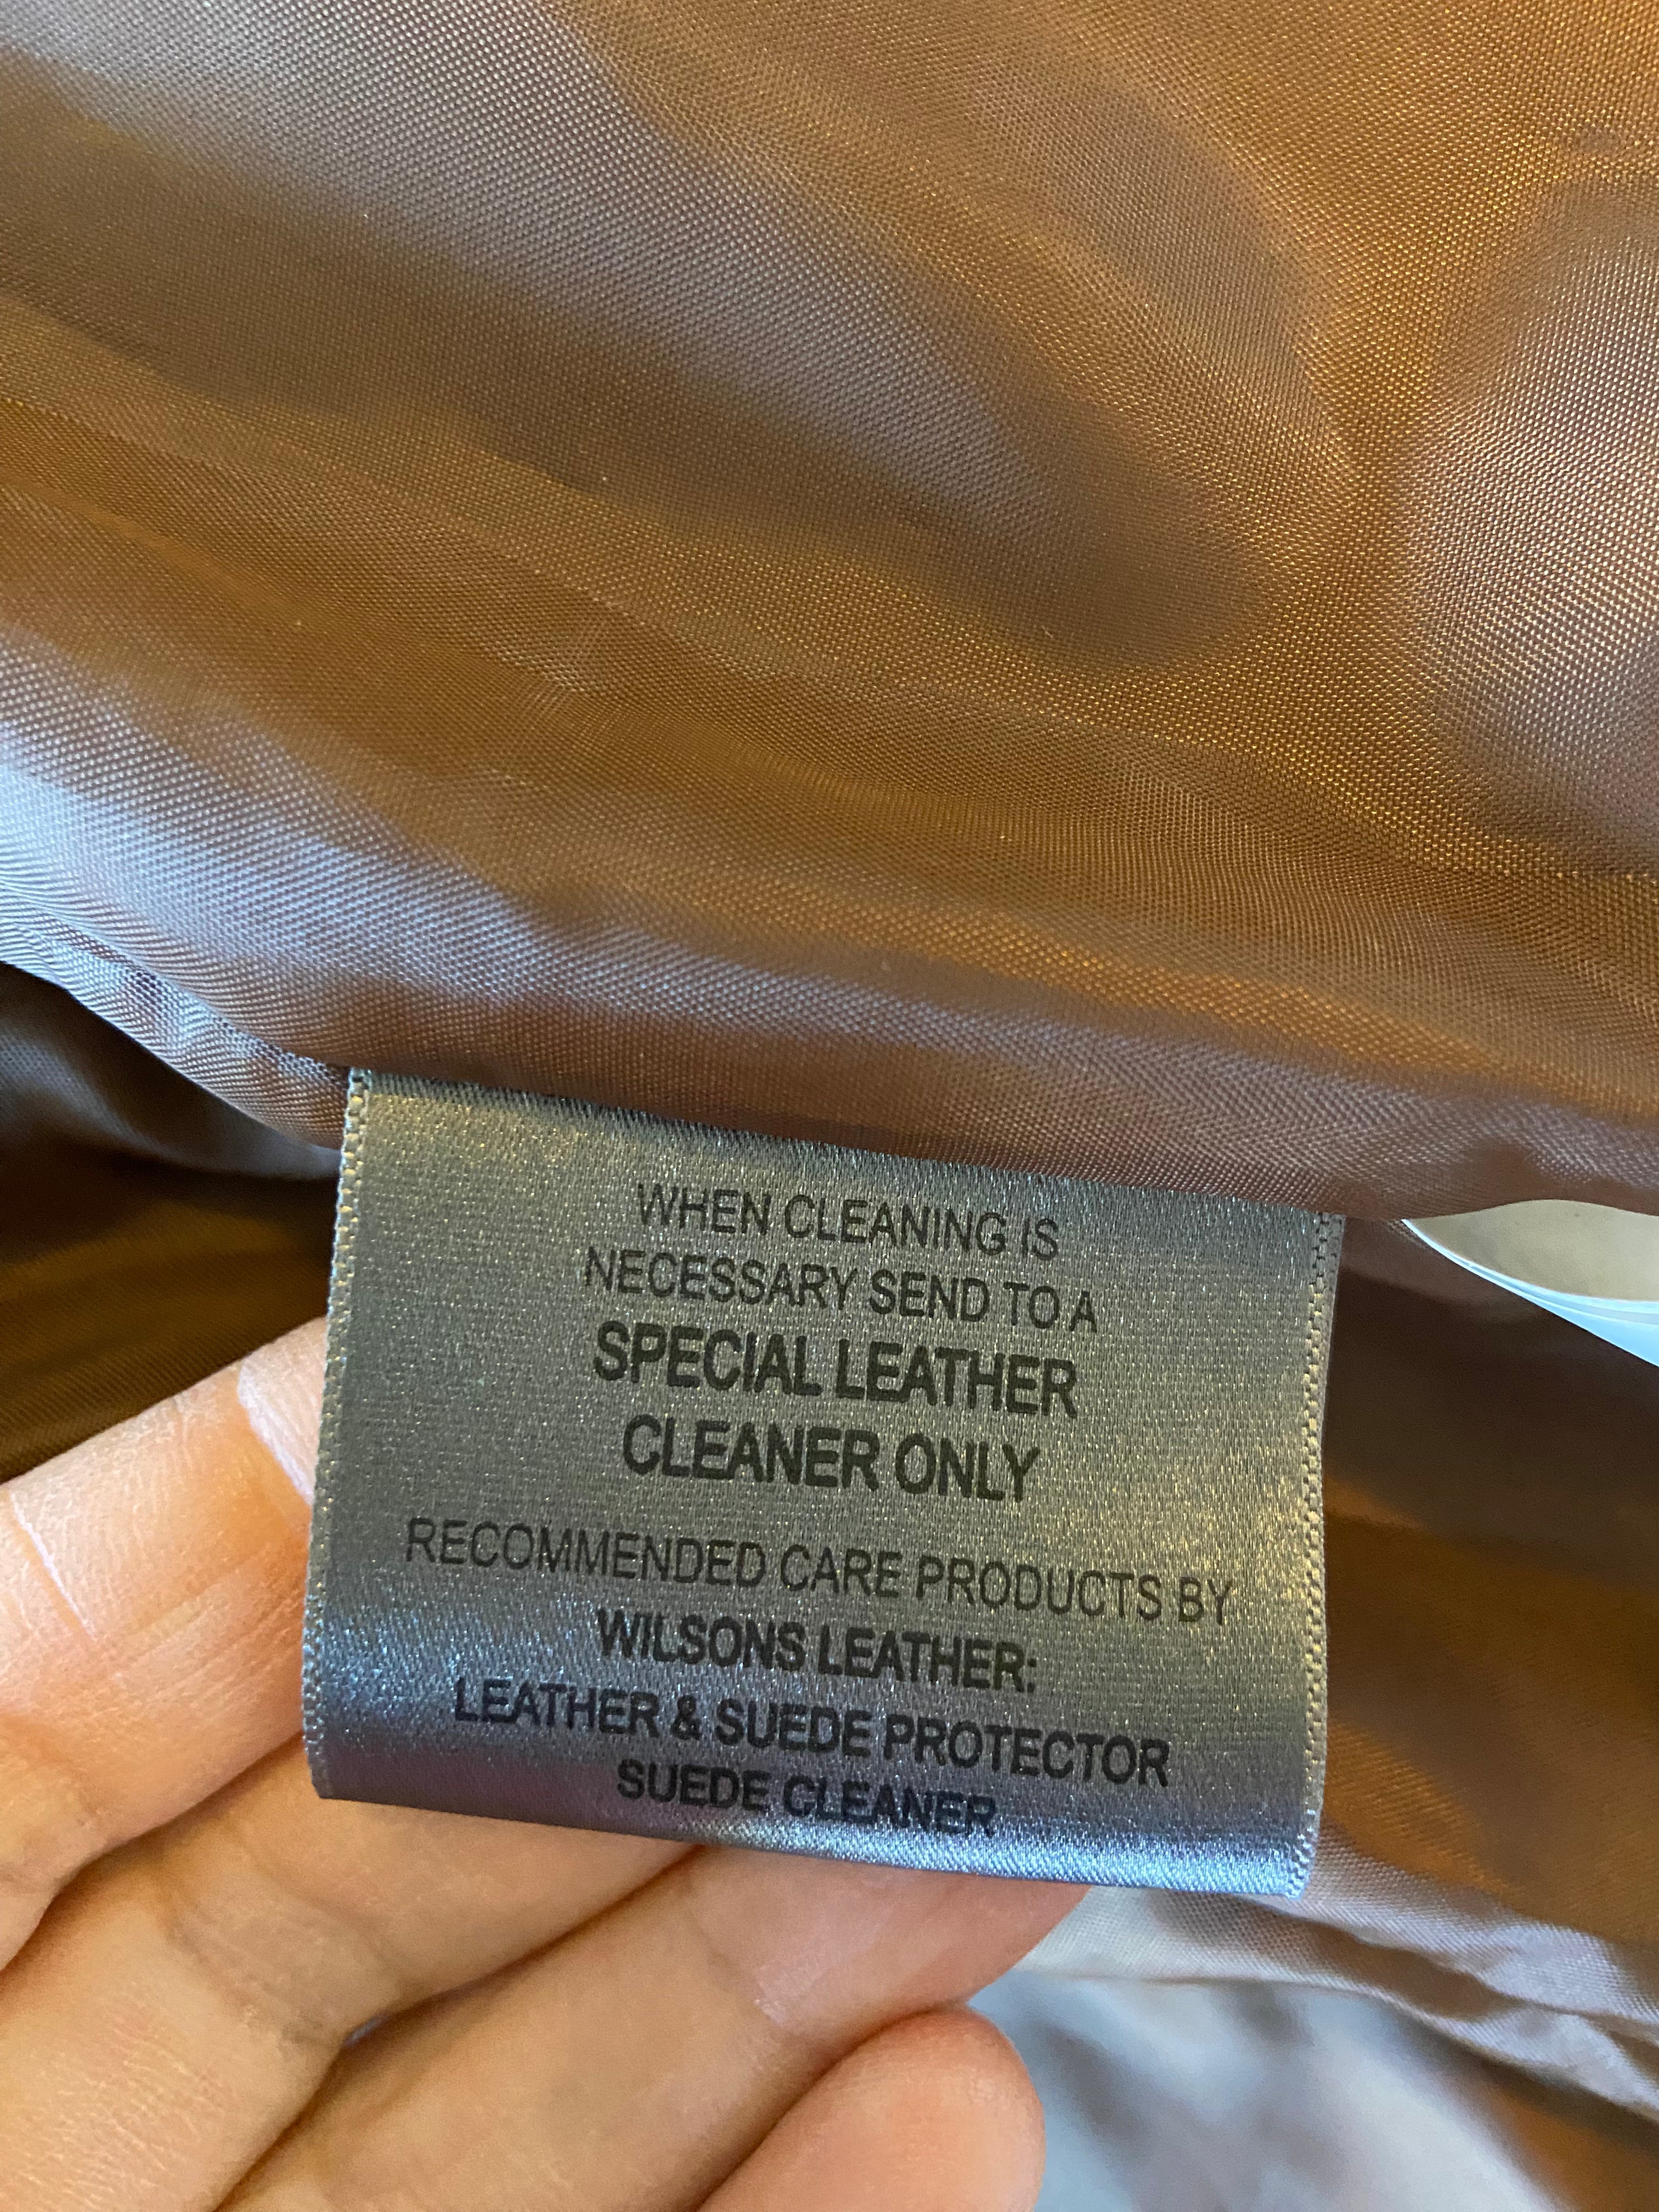 WHEN CLEANING IS
NECESSARY SEND TO A
SPECIAL LEATHER
CLEANER ONLY
RECOMMENDED CARE PRODUCTS BY
WILSONS LEATHER:
LEATHER & SUEDE PROTECTOR
SUEDE CLEANER